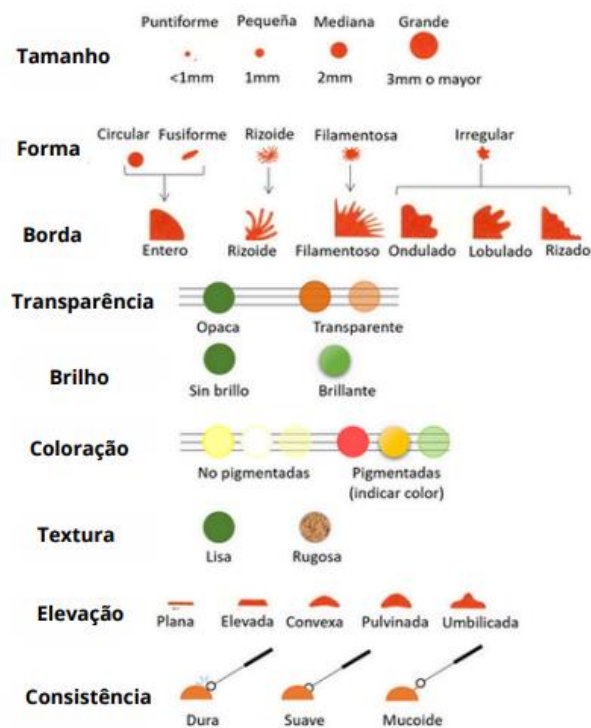 Puntiforme Pequeña Mediana Grande
Tamanho
<1mm 1mm 2mm 3mm o mayor
Circular Fusiforme Rizoide Filamentosa Irregular
Forma
Borda
Entero Rizoide Filamentoso Ondulado Lobulado Rizado
Transparência
Opaca Transparente
Brilho
Sin brillo Brillante
Coloração
No pigmentadas Pigmentadas
(indicar color)
Textura
Lisa Rugosa
Elevação
Plana Elevada Convexa Pulvinada Umbilicada
Consistência
Dura Suave Mucoide